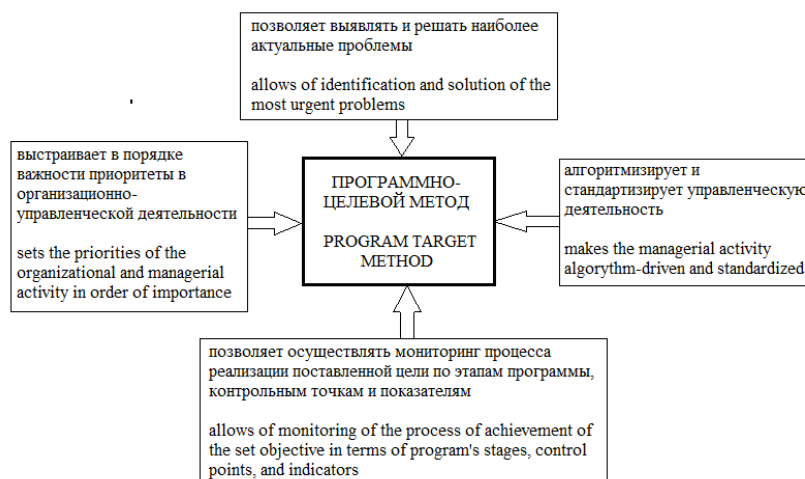 позволяет выявлять и решать наиболее
актуальные проблемы
allows of identification and solution of the
most urgent problems
выстраивает в порядке
важности приоритеты в
организационно-
управленческой деятельности
sets the priorities of the
organizational and managerial
activity in order of importance
ПРОГРАММНО-
ЦЕЛЕВОЙ МЕТОД
PROGRAM TARGET
METHOD
алгоритмизирует и
стандартизирует управленческую
деятельность
makes the managerial activity
algorythm-driven and standardized
позволяет осуществлять мониторинг процесса
реализации поставленной цели по этапам программы,
контрольным точкам и показателям
allows of monitoring of the process of achievement of
the set objective in terms of program's stages, control
points, and indicators